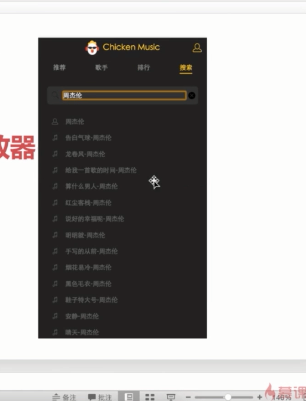 Chicken Music
推荐 歌手 排行 搜索
周杰伦
放器
周杰伦
告白气球-周杰伦
龙卷风-周杰伦
给我一首歌的时间-周杰伦
算什么男人-周杰伦
红尘客栈-周杰伦
说好的幸福呢-周杰伦
明明就-周杰伦
手写的从前-周杰伦
烟花易冷-周杰伦
黑色毛衣-周杰伦
鞋子特大号-周杰伦
安静-周杰伦
晴天-周杰伦
备注 批注
慕课